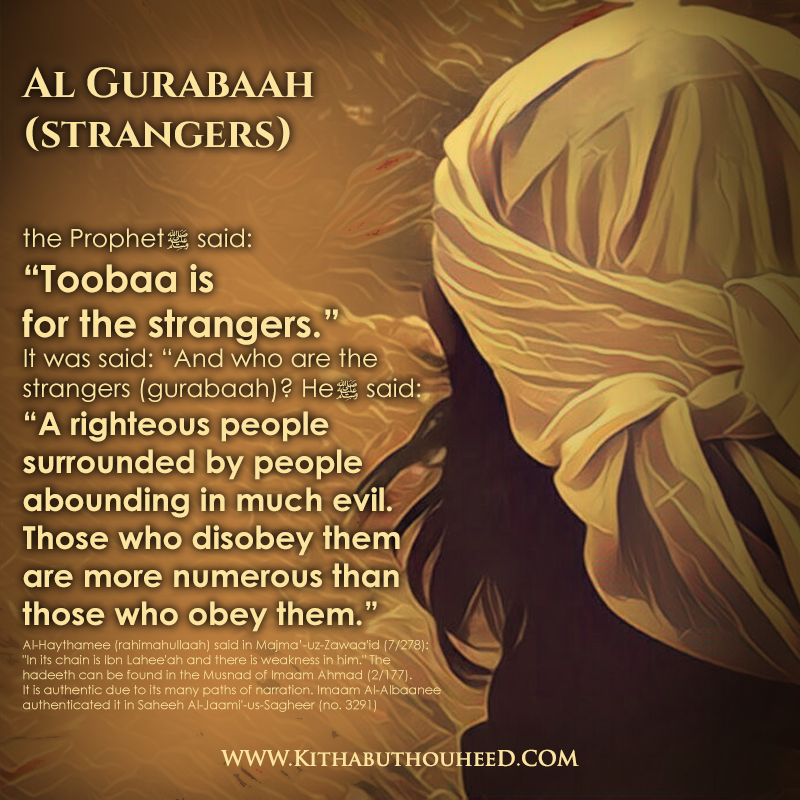 Al Gurabaah
(strangers)
the Prophetﷺ said:
“Toobaa is
for the strangers.”
It was said: “And who are the
strangers (gurabaah)? Heﷺ said:
“A righteous people
surrounded by people
abounding in much evil.
Those who disobey them
are more numerous than
those who obey them.”
Al-Haythamee (rahimahullaah) said in Majma'-uz-Zawaa'id (7/278):
"In its chain is Ibn Lahee'ah and there is weakness in him." The
hadeeth can be found in the Musnad of Imaam Ahmad (2/177).
It is authentic due to its many paths of narration. Imaam Al-Albaanee
authenticated it in Saheeh Al-Jaami'-us-Sagheer (no. 3291)
www.KithabuthouheeD.com